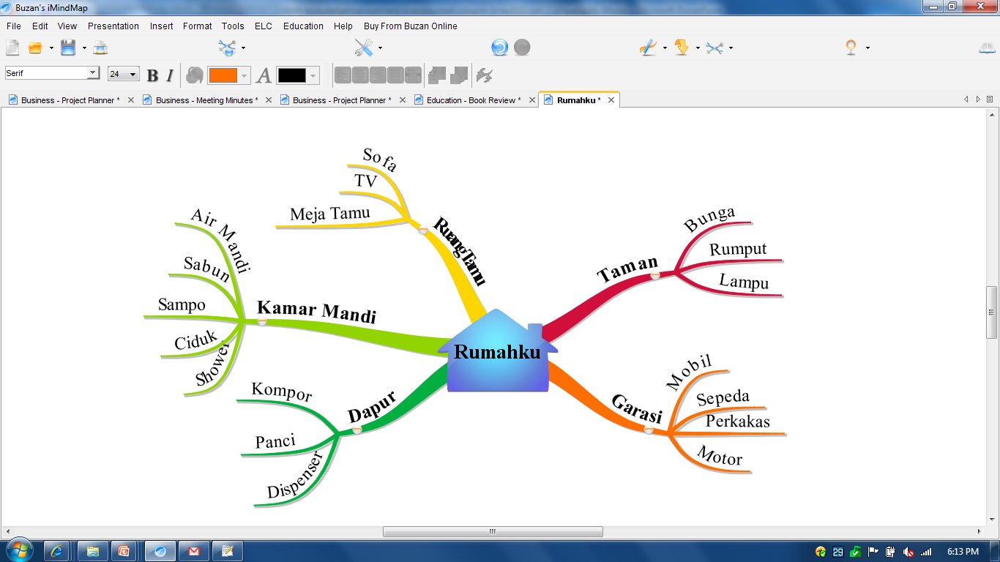 Buzan's iMindMap
File Edit View Presentation Insert Format Tools ELC Education Help Buy From Buzan Online
Serif 24 B I A
Business - Project Planner * Business - Meeting Minutes * Business - Project Planner * Education - Book Review * Rumahku *
Rumahku
Taman
Bunga
Rumput
Lampu
Garasi
Mobil
Sepeda
Perkakas
Motor
Dapur
Kompor
Panci
Dispenser
Kamar Mandi
Air Mandi
Sabun
Sampo
Ciduk
Shower
Ruang Tamu
Sofa
TV
Meja Tamu
29 6:13 PM